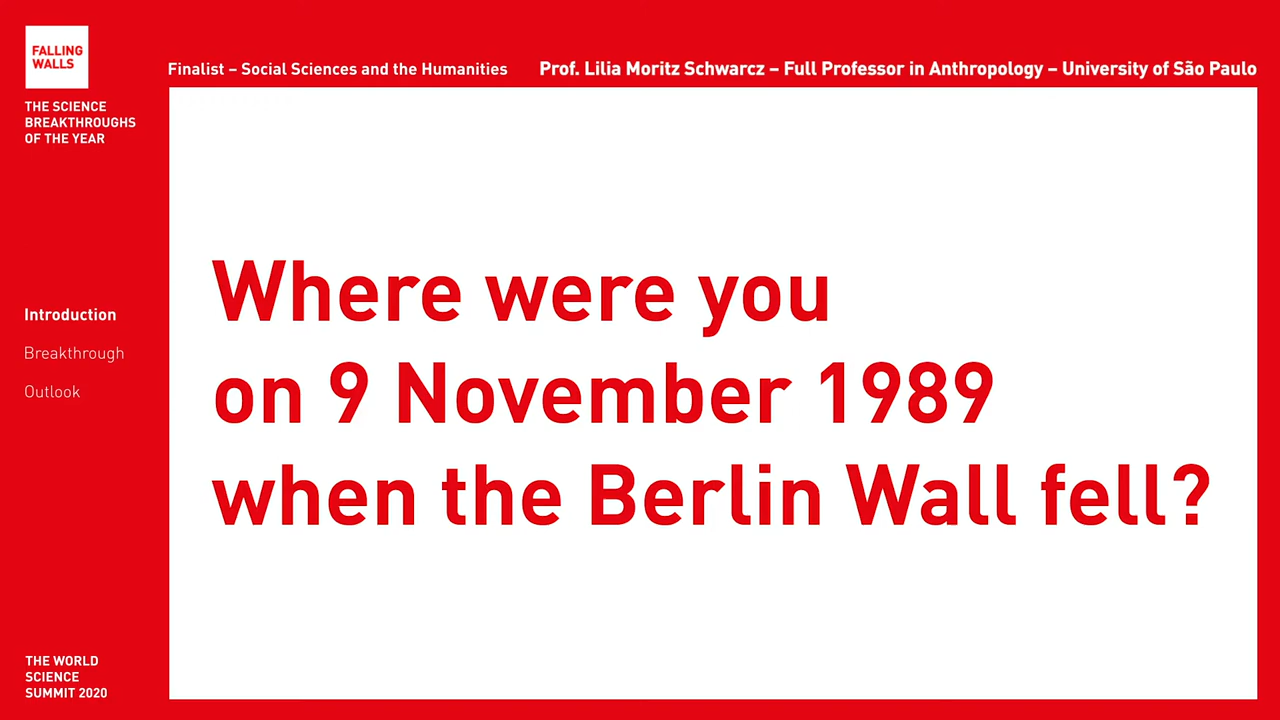 FALLING
WALLS
THE SCIENCE
BREAKTHROUGHS
OF THE YEAR
Finalist – Social Sciences and the Humanities
Prof. Lilia Moritz Schwarcz – Full Professor in Anthropology – University of São Paulo
Introduction
Breakthrough
Outlook
Where were you
on 9 November 1989
when the Berlin Wall fell?
THE WORLD
SCIENCE
SUMMIT 2020